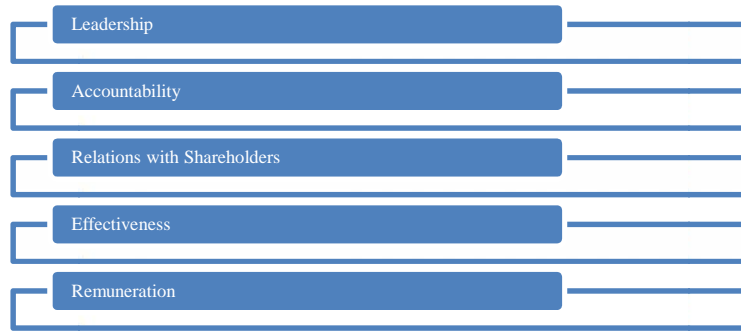 Leadership
Accountability
Relations with Shareholders
Effectiveness
Remuneration